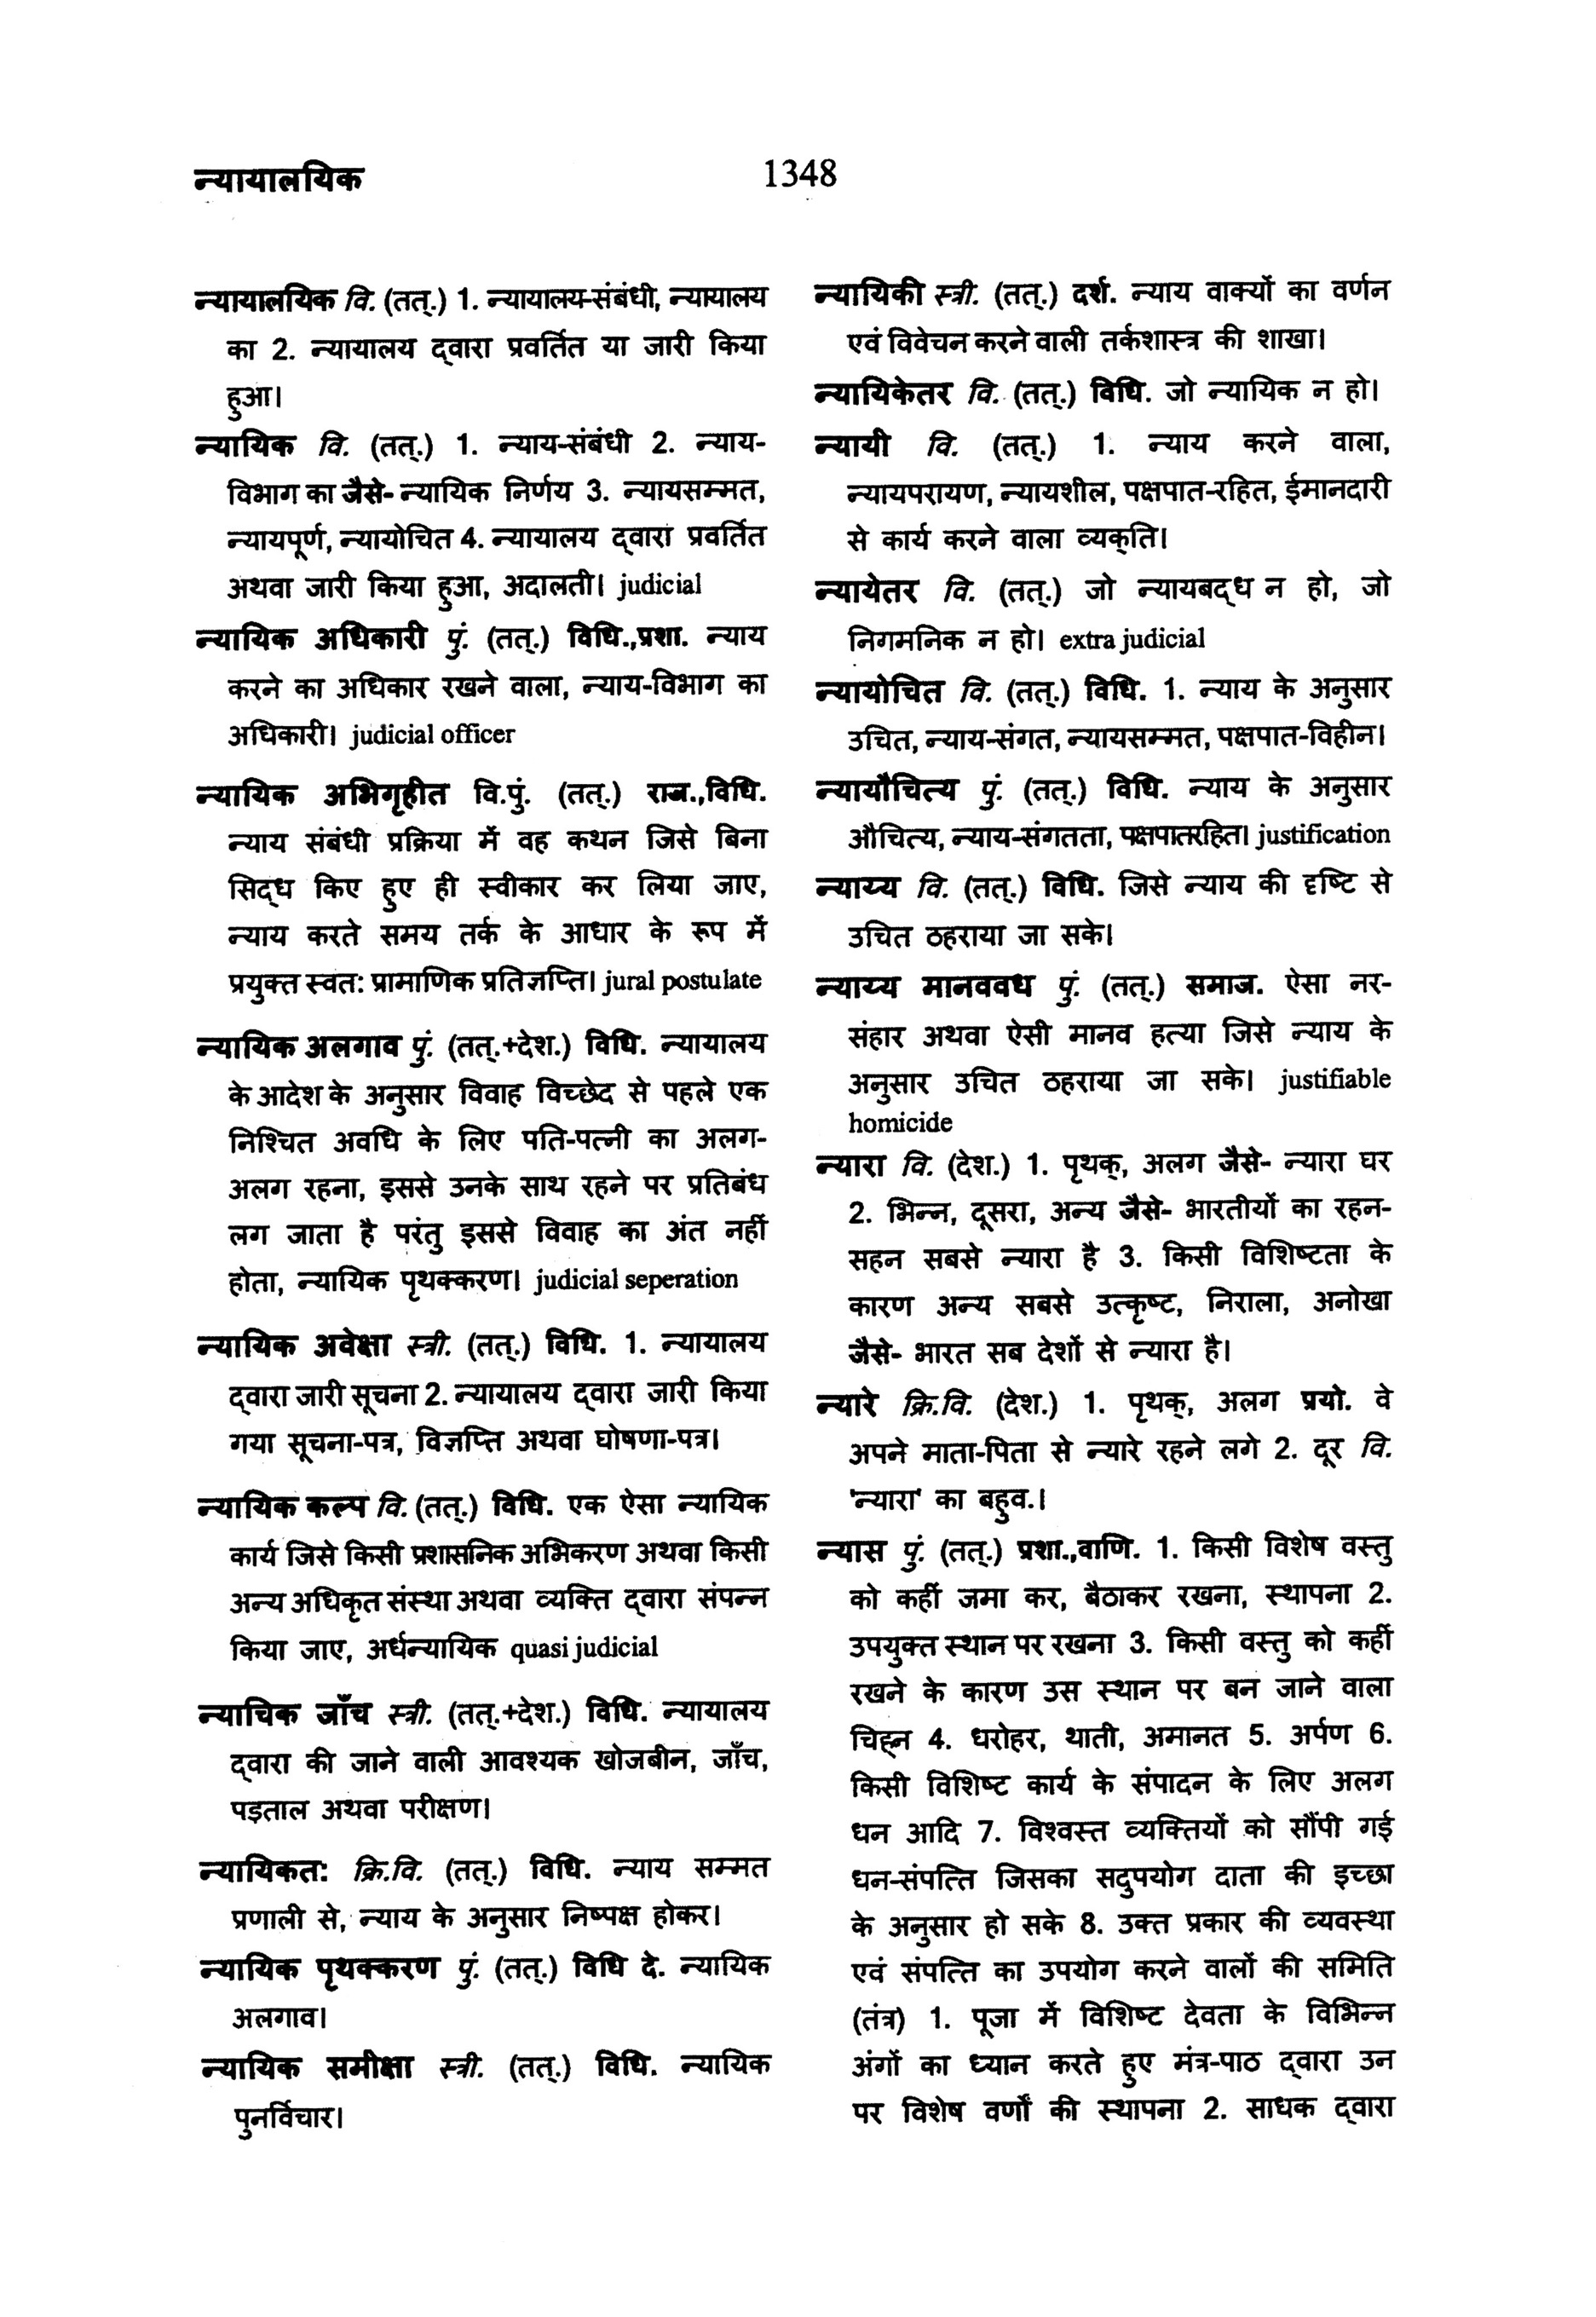 न्यायालयिक
1348
न्यायालयिक वि. (तत्.) 1. न्यायालय-संबंधी, न्यायालय
का 2. न्यायालय द्‌वारा प्रवर्तित या जारी किया
हुआ।
न्यायिक वि. (तत्.) 1. न्याय-संबंधी 2. न्याय-
विभाग का जैसे- न्यायिक निर्णय 3. न्यायसम्मत,
न्यायपूर्ण, न्यायोचित 4. न्यायालय द्‌वारा प्रवर्तित
अथवा जारी किया हुआ, अदालती। judicial
न्यायिक अधिकारी पुं. (तत्.) विधि.,प्रशा. न्याय
करने का अधिकार रखने वाला, न्याय-विभाग का
अधिकारी। judicial officer
न्यायिक अभिगृहीत वि.पुं. (तत्.) राज.,विधि.
न्याय संबंधी प्रक्रिया में वह कथन जिसे बिना
सिद्‌ध किए हुए ही स्वीकार कर लिया जाए,
न्याय करते समय तर्क के आधार के रूप में
प्रयुक्त स्वत: प्रामाणिक प्रतिज्ञप्ति। jural postulate
न्यायिक अलगाव पुं. (तत्.+देश.) विधि. न्यायालय
के आदेश के अनुसार विवाह विच्छेद से पहले एक
निश्चित अवधि के लिए पति-पत्नी का अलग-
अलग रहना, इससे उनके साथ रहने पर प्रतिबंध
लग जाता है परंतु इससे विवाह का अंत नहीं
होता, न्यायिक पृथक्करण। judicial seperation
न्यायिक अवेक्षा स्त्री. (तत्.) विधि. 1. न्यायालय
द्‌वारा जारी सूचना 2. न्यायालय द्‌वारा जारी किया
गया सूचना-पत्र, विज्ञप्ति अथवा घोषणा-पत्र।
न्यायिक कल्प वि. (तत्.) विधि. एक ऐसा न्यायिक
कार्य जिसे किसी प्रशासनिक अभिकरण अथवा किसी
अन्य अधिकृत संस्था अथवा व्यक्ति द्‌वारा संपन्न
किया जाए, अर्धन्यायिक quasi judicial
न्याचिक जाँच स्त्री. (तत्.+देश.) विधि. न्यायालय
द्‌वारा की जाने वाली आवश्यक खोजबीन, जाँच,
पड़ताल अथवा परीक्षण।
न्यायिकत: क्रि.वि. (तत्.) विधि. न्याय सम्मत
प्रणाली से, न्याय के अनुसार निष्पक्ष होकर।
न्यायिक पृथक्करण पुं. (तत्.) विधि दे. न्यायिक
अलगाव।
न्यायिक समीक्षा स्त्री. (तत्.) विधि. न्यायिक
पुनर्विचार।
न्यायिकी स्त्री. (तत्.) दर्श. न्याय वाक्यों का वर्णन
एवं विवेचन करने वाली तर्कशास्त्र की शाखा।
न्यायिकेतर वि. (तत्.) विधि. जो न्यायिक न हो।
न्यायी वि. (तत्.) 1. न्याय करने वाला,
न्यायपरायण, न्यायशील, पक्षपात-रहित, ईमानदारी
से कार्य करने वाला व्यक्‌ति।
न्यायेतर वि. (तत्.) जो न्यायबद्‌ध न हो, जो
निगमनिक न हो। extra judicial
न्यायोचित वि. (तत्.) विधि. 1. न्याय के अनुसार
उचित, न्याय-संगत, न्यायसम्मत, पक्षपात-विहीन।
न्यायौचित्य पुं. (तत्.) विधि. न्याय के अनुसार
औचित्य, न्याय-संगतता, पक्षपातरहित। justification
न्याय्य वि. (तत्.) विधि. जिसे न्याय की दृष्टि से
उचित ठहराया जा सके।
न्याय्य मानववध पुं. (तत्.) समाज. ऐसा नर-
संहार अथवा ऐसी मानव हत्या जिसे न्याय के
अनुसार उचित ठहराया जा सके। justifiable
homicide
न्यारा वि. (देश.) 1. पृथक्, अलग जैसे- न्यारा घर
2. भिन्न, दूसरा, अन्य जैसे- भारतीयों का रहन-
सहन सबसे न्यारा है 3. किसी विशिष्टता के
कारण अन्य सबसे उत्कृष्ट, निराला, अनोखा
जैसे- भारत सब देशों से न्यारा है।
न्यारे क्रि.वि. (देश.) 1. पृथक्, अलग प्रयो. वे
अपने माता-पिता से न्यारे रहने लगे 2. दूर वि.
'न्यारा' का बहुव.।
न्यास पुं. (तत्.) प्रशा.,वाणि. 1. किसी विशेष वस्तु
को कहीं जमा कर, बैठाकर रखना, स्थापना 2.
उपयुक्त स्थान पर रखना 3. किसी वस्तु को कहीं
रखने के कारण उस स्थान पर बन जाने वाला
चिह्‌न 4. धरोहर, थाती, अमानत 5. अर्पण 6.
किसी विशिष्ट कार्य के संपादन के लिए अलग
धन आदि 7. विश्वस्त व्यक्तियों को सौंपी गई
धन-संपत्ति जिसका सदुपयोग दाता की इच्छा
के अनुसार हो सके 8. उक्त प्रकार की व्यवस्था
एवं संपत्ति का उपयोग करने वालों की समिति
(तंत्र) 1. पूजा में विशिष्ट देवता के विभिन्न
अंगों का ध्यान करते हुए मंत्र-पाठ द्‌वारा उन
पर विशेष वर्णों की स्थापना 2. साधक द्‌वारा